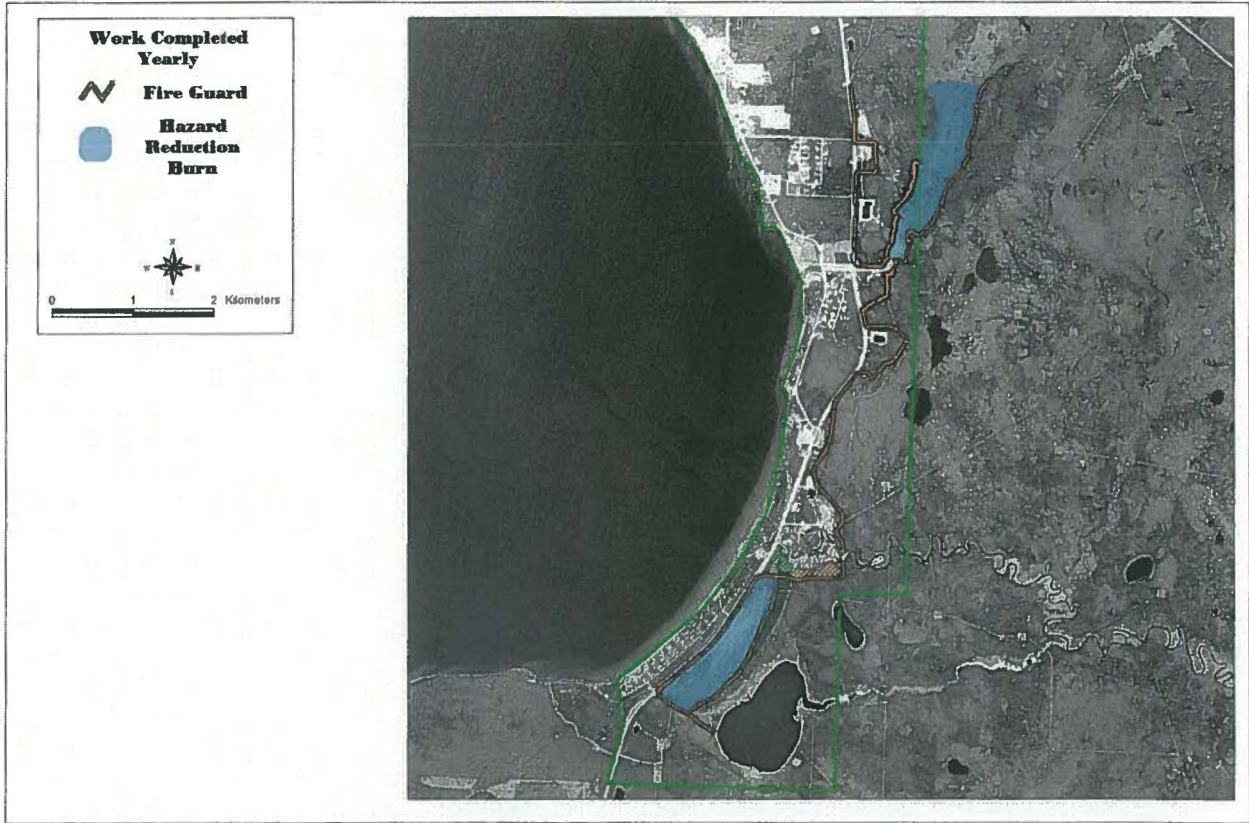 Work Completed
Yearly
Fire Guard
Hazard
Reduction
Burn
N
W E
S
0 1 2 Kilometers